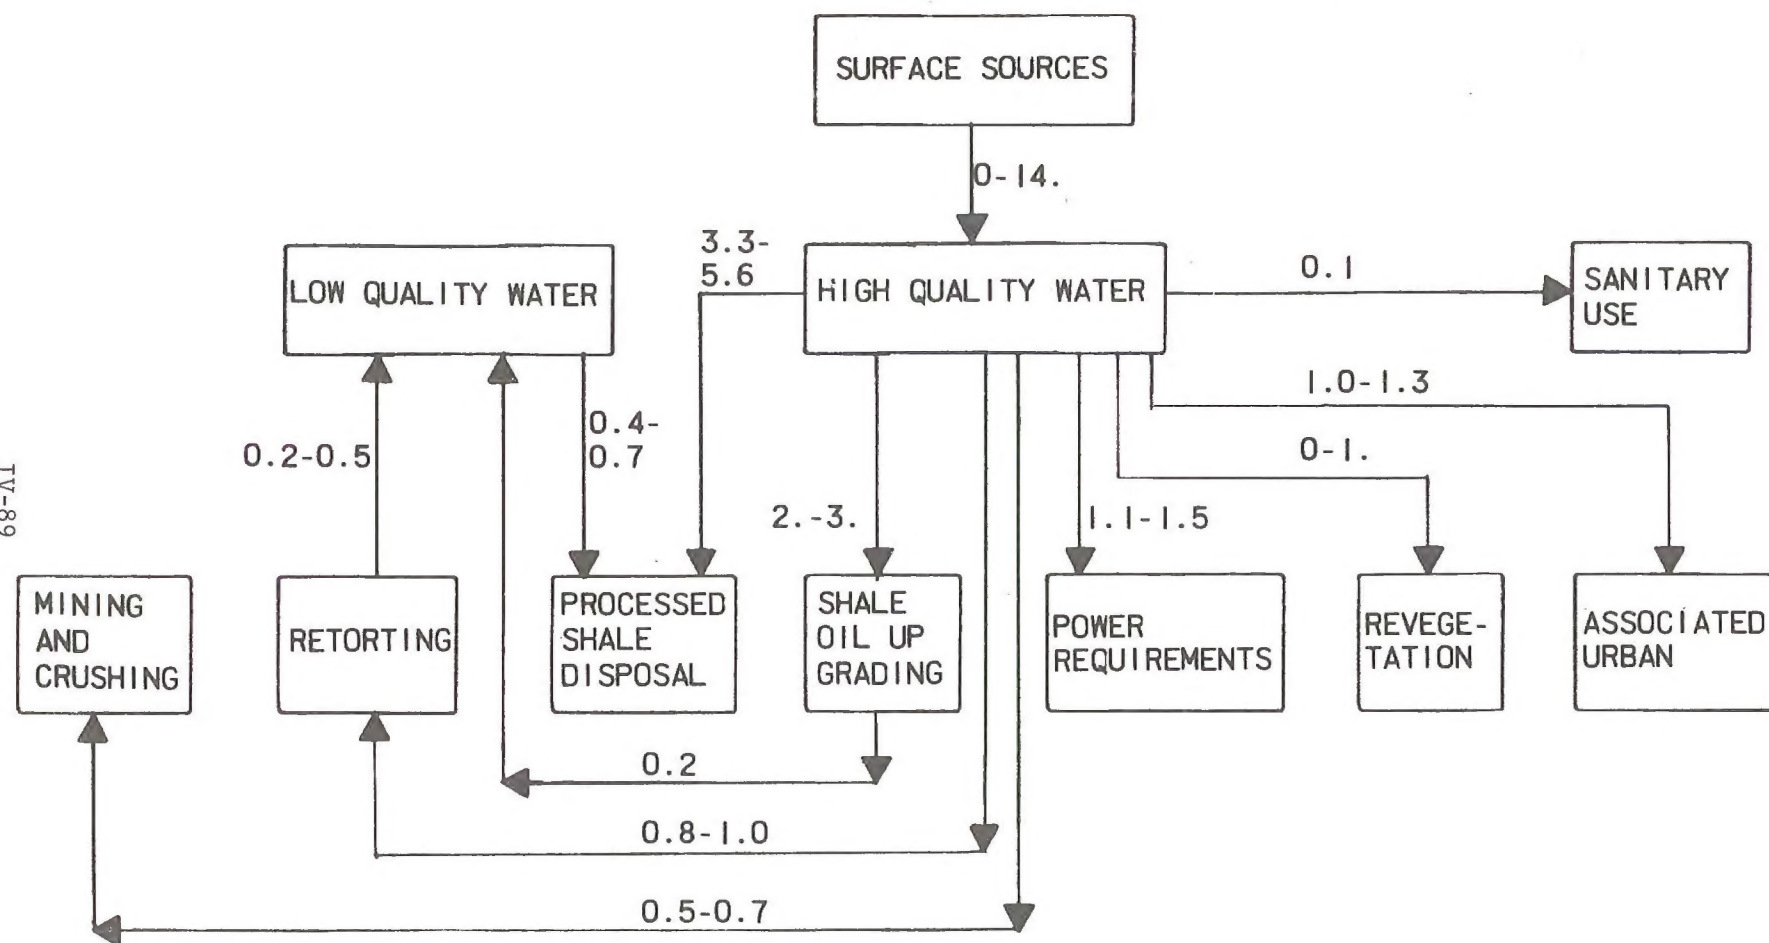 SURFACE SOURCES
0-14.
3.3-
5.6
LOW QUALITY WATER
HIGH QUALITY WATER
0.1
SANITARY
USE
1.0-1.3
0.4-
0.7
0.2-0.5
0-1.
2.-3.
1.1-1.5
IV-89
MINING
AND
CRUSHING
RETORTING
PROCESSED
SHALE
DISPOSAL
SHALE
OIL UP
GRADING
POWER
REQUIREMENTS
REVEGE-
TATION
ASSOCIATED
URBAN
0.2
0.8-1.0
0.5-0.7